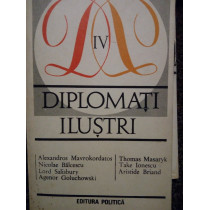 IV
DIPLOMAȚI
ILUȘTRI
Alexandros Mavrokordatos
Nicolae Bălcescu
Lord Salisbury
Agenor Goluchowski
Thomas Masaryk
Take Ionescu
Aristide Briand
EDITURA POLITICĂ